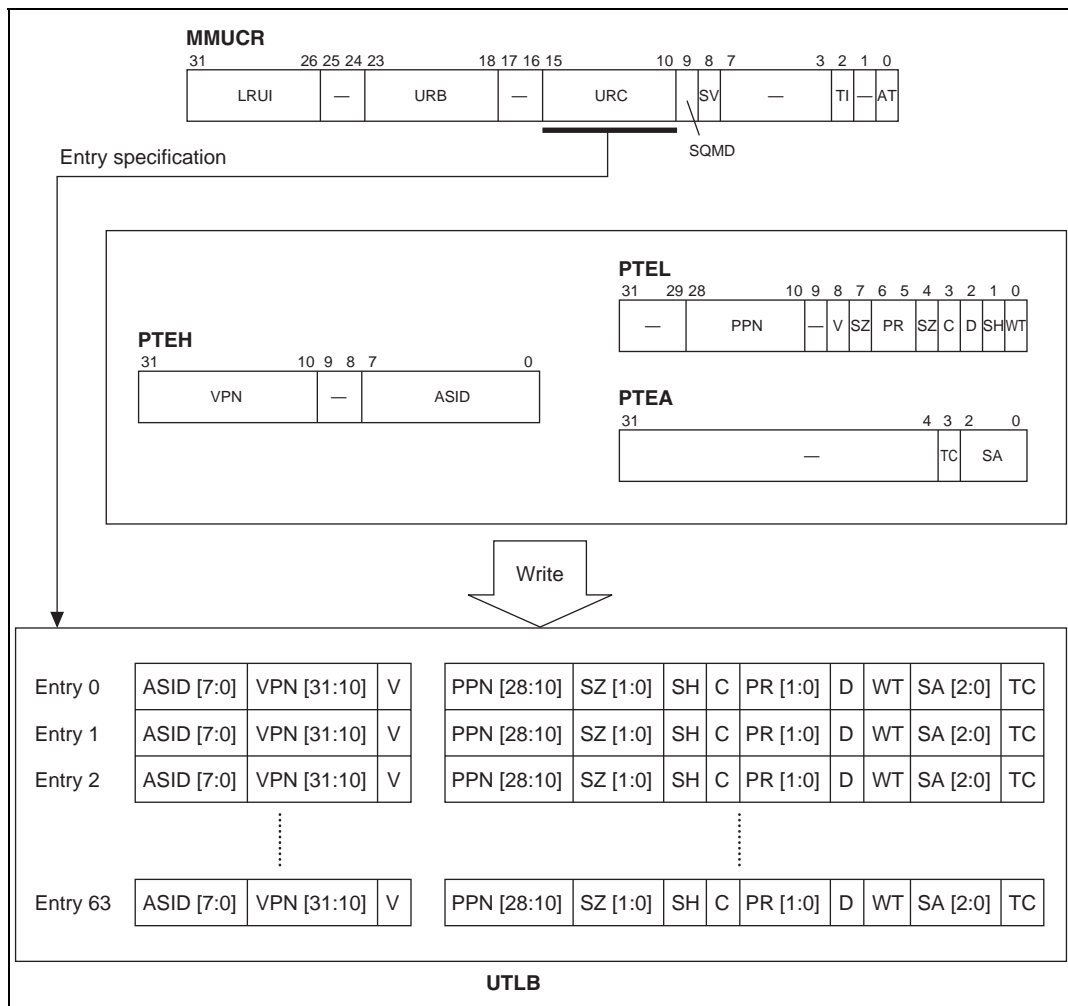 MMUCR
31 26 25 24 23 18 17 16 15 10 9 8 7 3 2 1 0
LRUI — URB — URC SV — TI — AT
SQMD
Entry specification
PTEL
31 29 28 10 9 8 7 6 5 4 3 2 1 0
— PPN — V SZ PR SZ C D SH WT
PTEH
31 10 9 8 7 0
VPN — ASID
PTEA
31 4 3 2 0
— TC SA
Write
Entry 0 ASID [7:0] VPN [31:10] V PPN [28:10] SZ [1:0] SH C PR [1:0] D WT SA [2:0] TC
Entry 1 ASID [7:0] VPN [31:10] V PPN [28:10] SZ [1:0] SH C PR [1:0] D WT SA [2:0] TC
Entry 2 ASID [7:0] VPN [31:10] V PPN [28:10] SZ [1:0] SH C PR [1:0] D WT SA [2:0] TC
Entry 63 ASID [7:0] VPN [31:10] V PPN [28:10] SZ [1:0] SH C PR [1:0] D WT SA [2:0] TC
UTLB